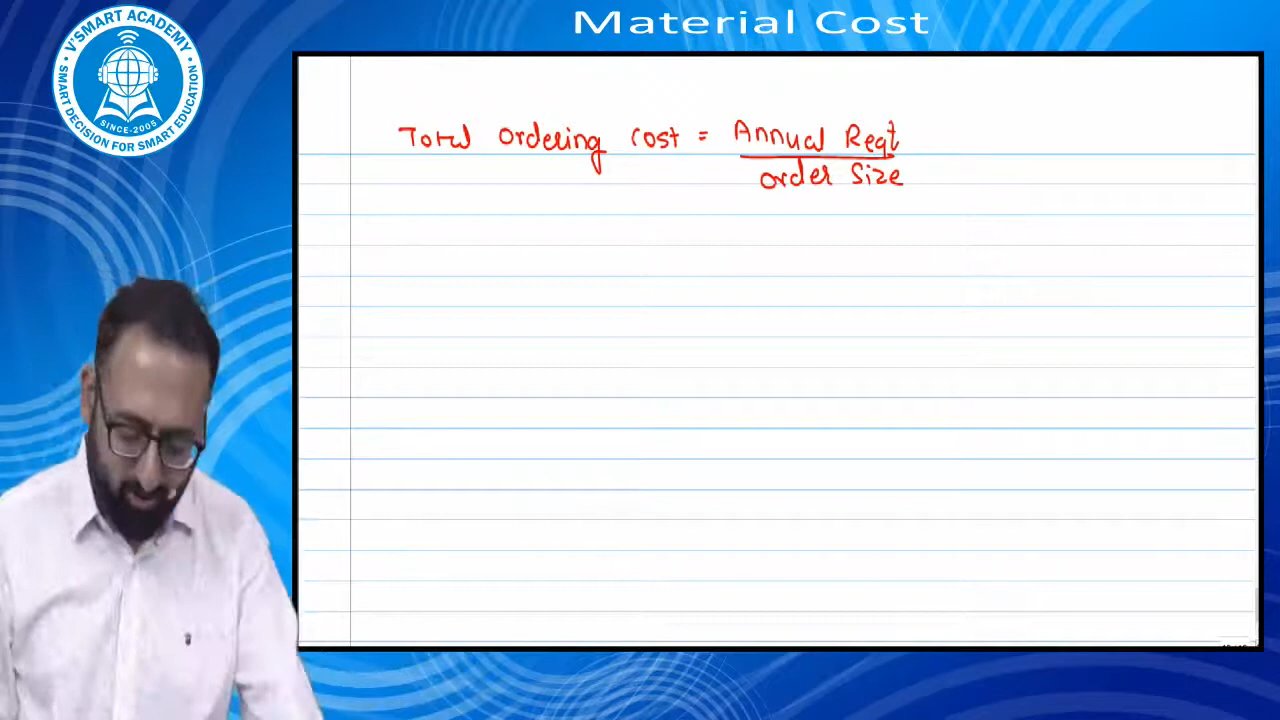 Material Cost
V'SMART ACADEMY
SINCE-2005
SMART DECISION FOR SMART EDUCATION
Total ordering cost = Annual Reqt
order Size